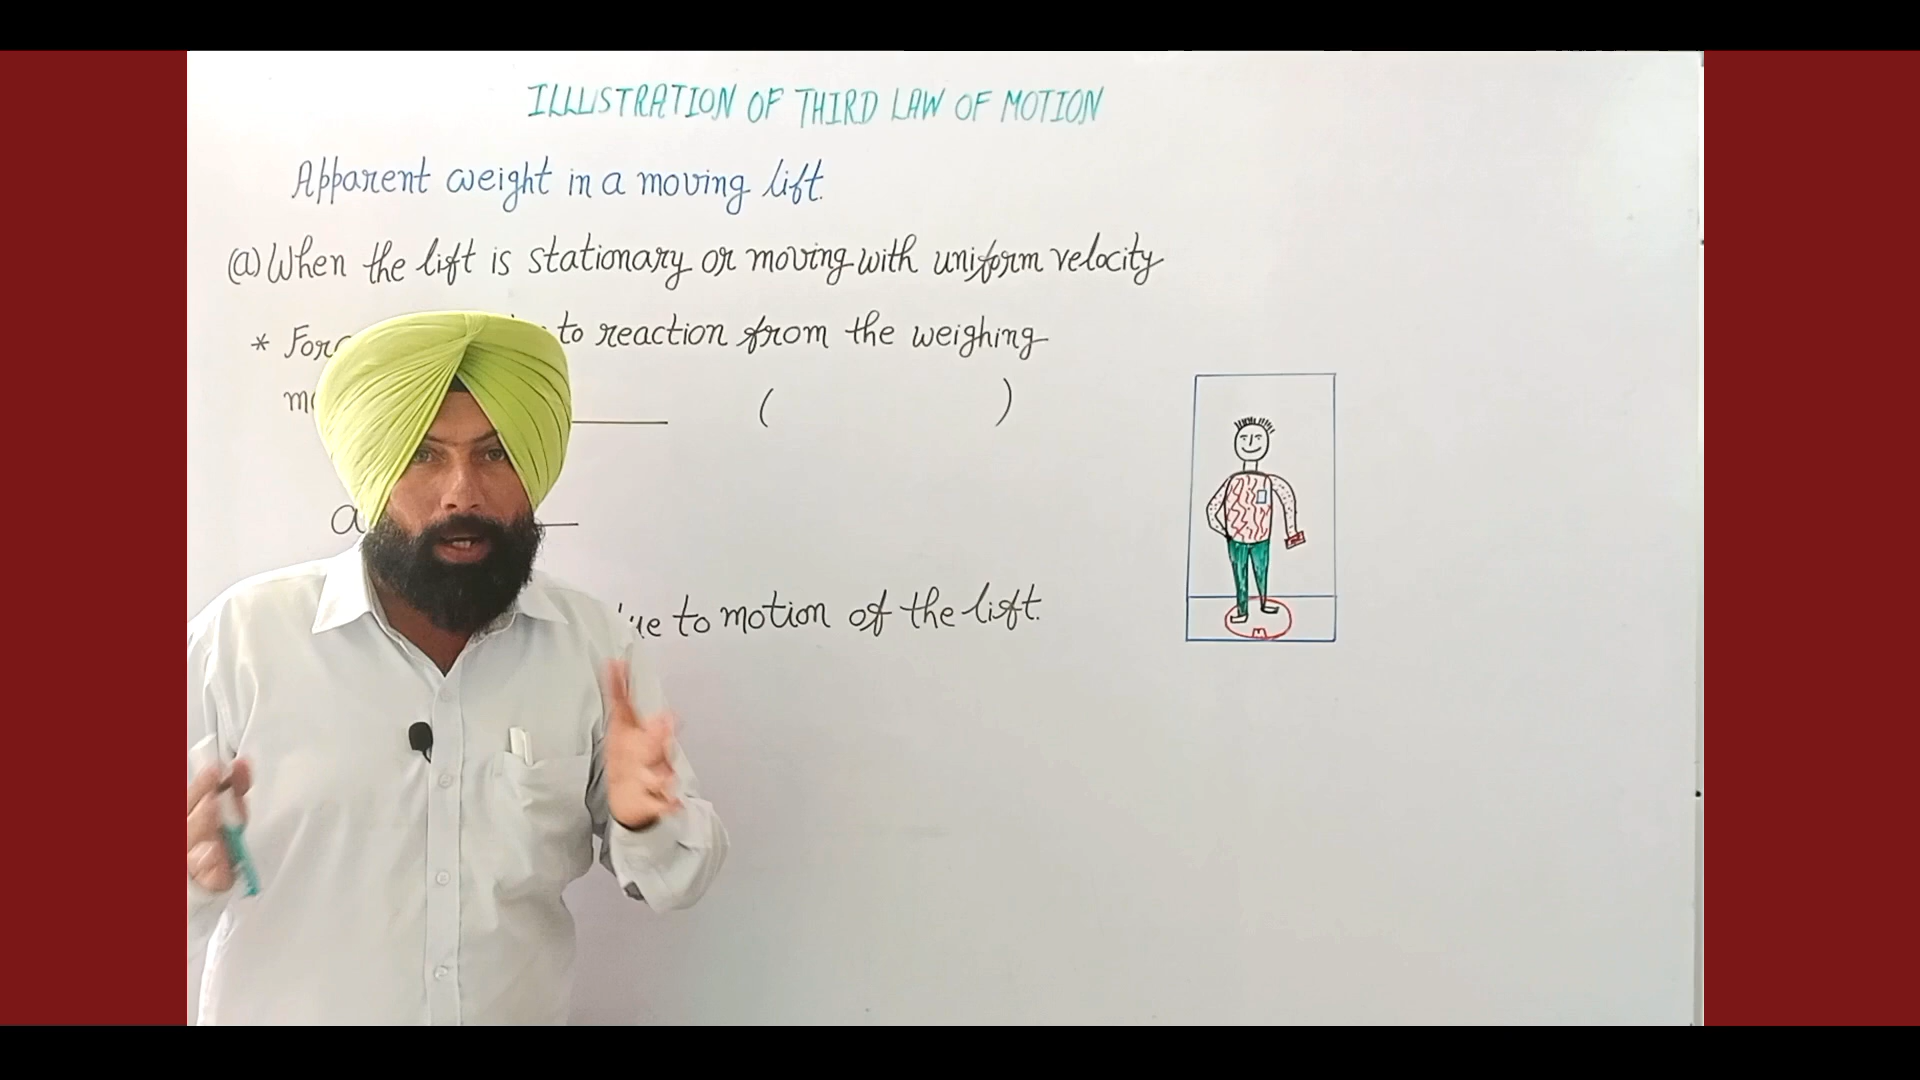 ILLUSTRATION OF THIRD LAW OF MOTION
Apparent weight in a moving lift.
(a) When the lift is stationary or moving with uniform velocity
* to reaction from the weighing
( )
a
to motion of the lift.